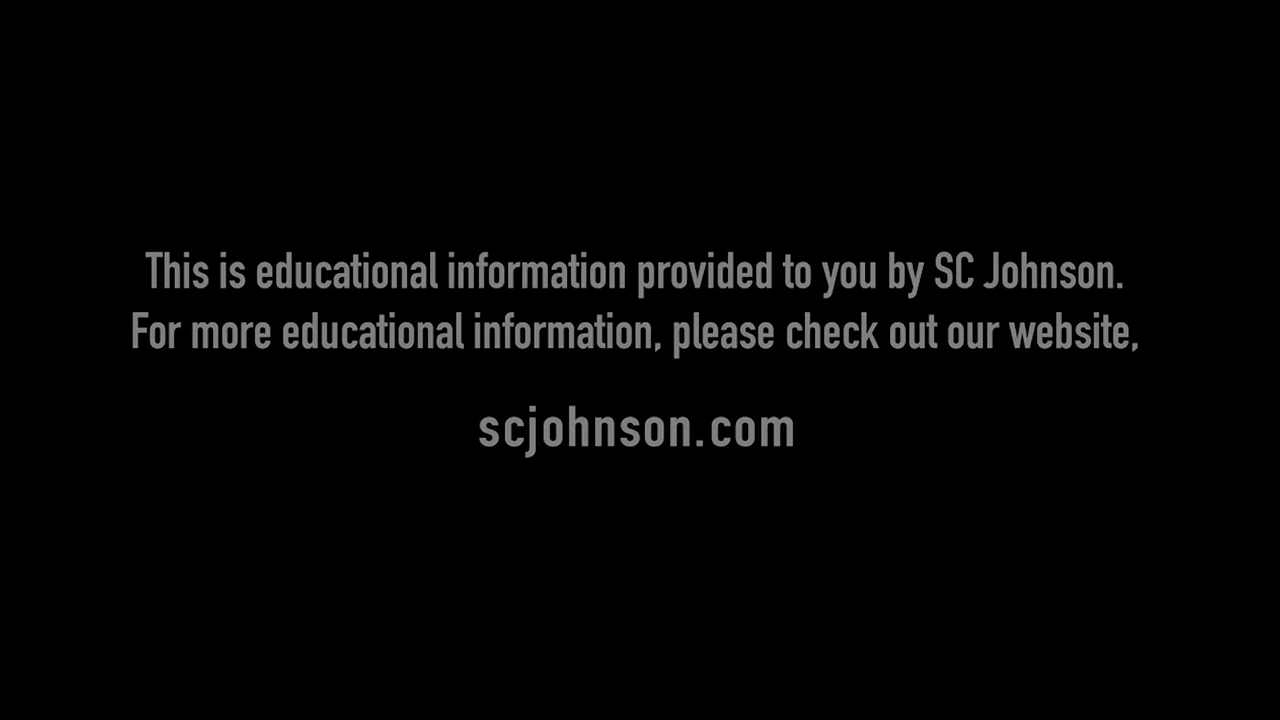 This is educational information provided to you by SC Johnson.
For more educational information, please check out our website,
scjohnson.com